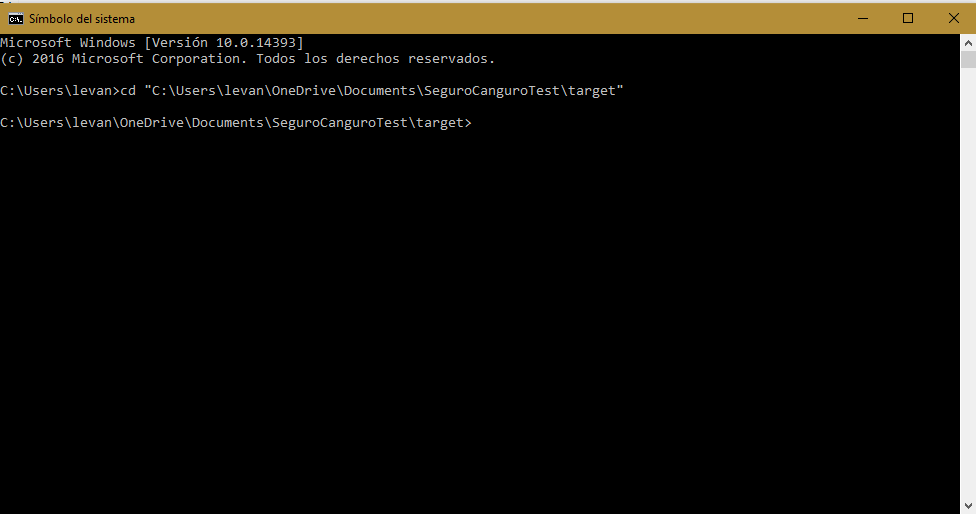 Símbolo del sistema
Microsoft Windows [Versión 10.0.14393]
(c) 2016 Microsoft Corporation. Todos los derechos reservados.
C:\Users\levan>cd "C:\Users\levan\OneDrive\Documents\SeguroCanguroTest\target"
C:\Users\levan\OneDrive\Documents\SeguroCanguroTest\target>